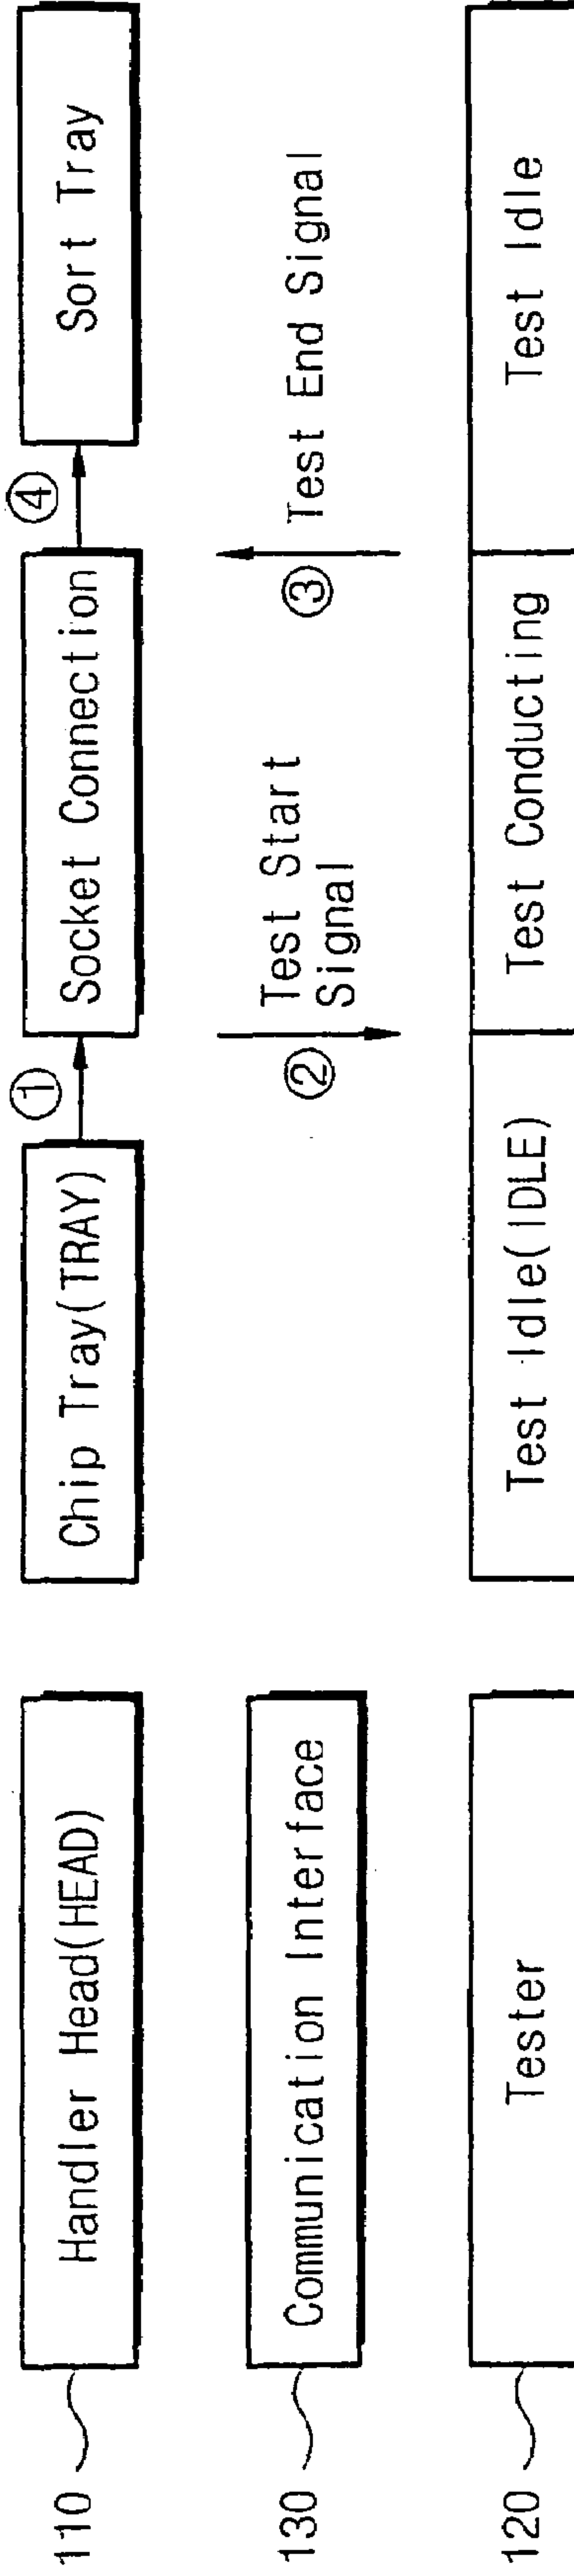 110
Handler Head(HEAD)
Chip Tray(TRAY)
①
Socket Connection
④
Sort Tray
130
Communication Interface
②
Test Start
Signal
③
Test End Signal
120
Tester
Test Idle(IDLE)
Test Conducting
Test Idle